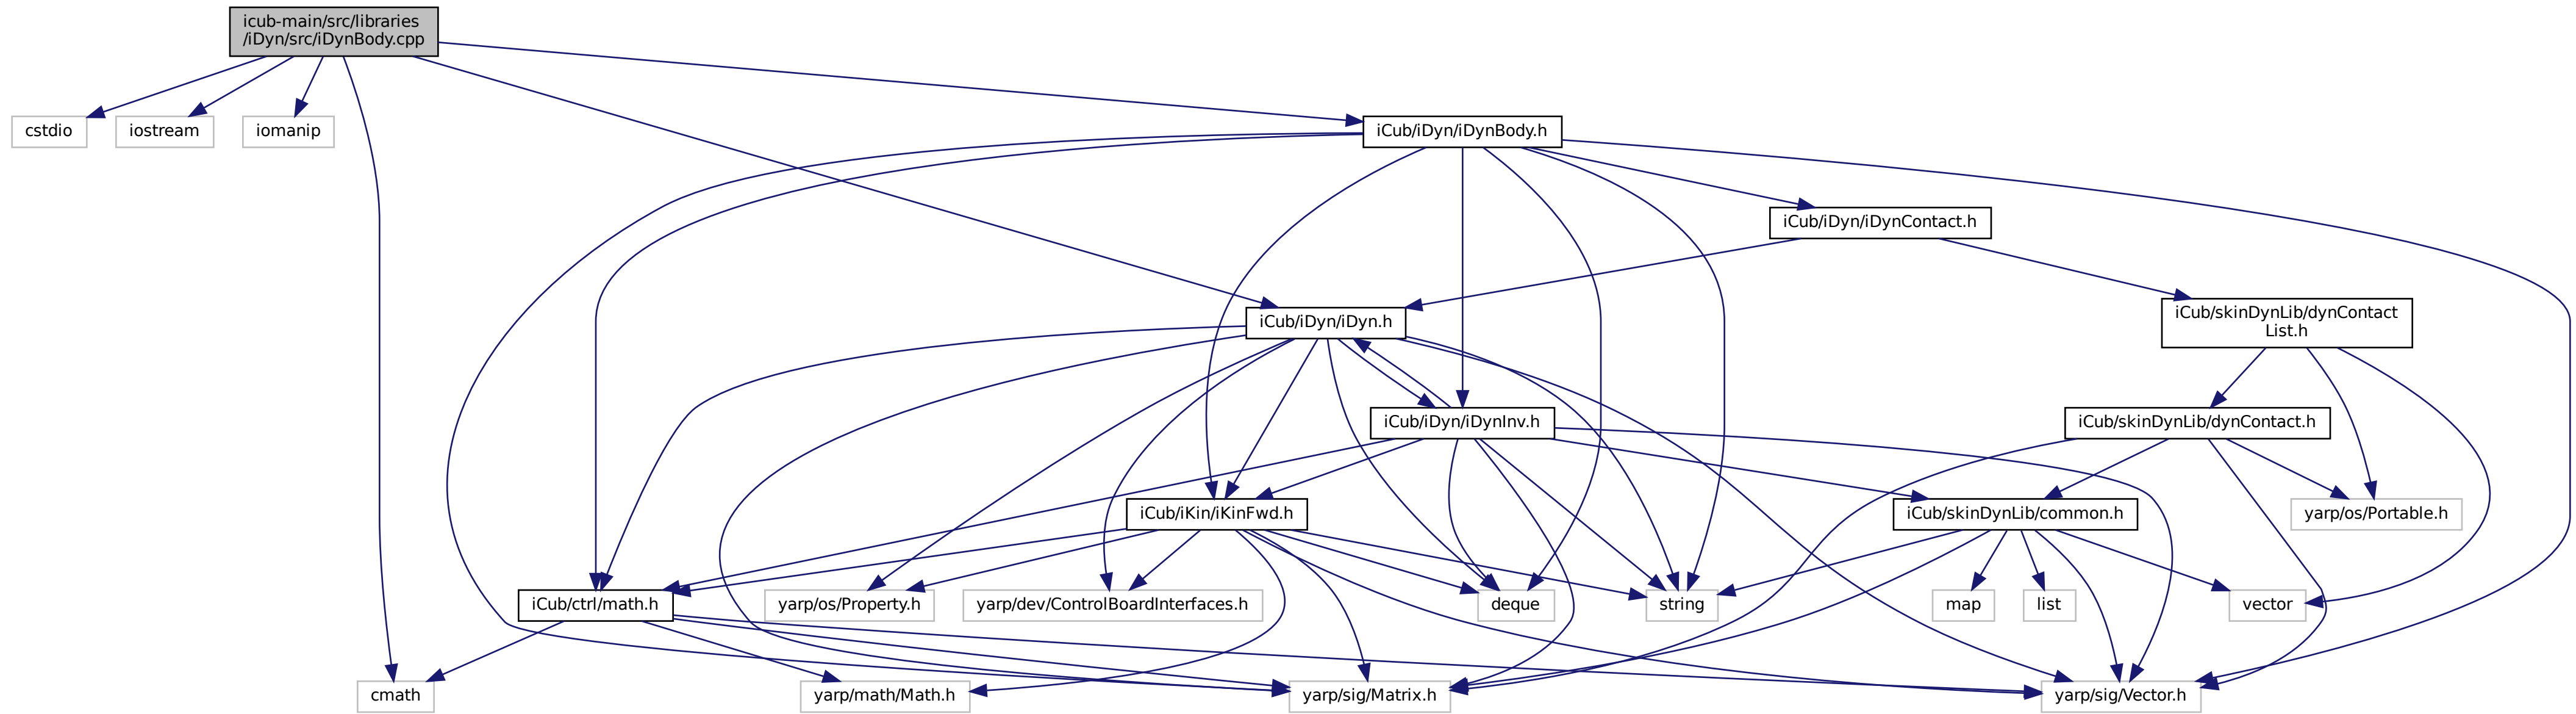 icub-main/src/libraries
/iDyn/src/iDynBody.cpp
cstdio
iostream
iomanip
iCub/iDyn/iDynBody.h
iCub/iDyn/iDynContact.h
iCub/iDyn/iDyn.h
iCub/skinDynLib/dynContact
List.h
iCub/iDyn/iDynInv.h
iCub/skinDynLib/dynContact.h
iCub/iKin/iKinFwd.h
iCub/skinDynLib/common.h
yarp/os/Portable.h
iCub/ctrl/math.h
yarp/os/Property.h
yarp/dev/ControlBoardInterfaces.h
deque
string
map
list
vector
cmath
yarp/math/Math.h
yarp/sig/Matrix.h
yarp/sig/Vector.h